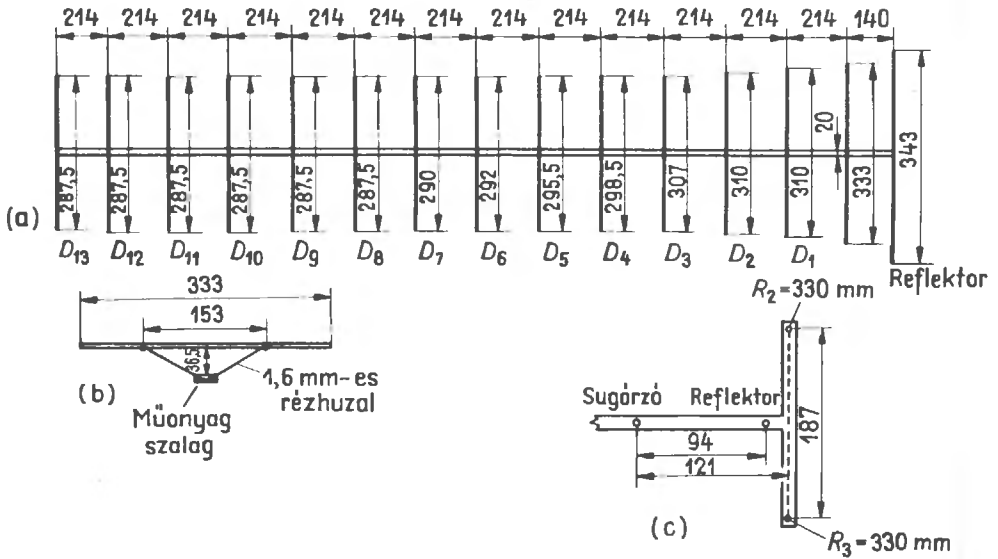 214 214 214 214 214 214 214 214 214 214 214 214 214 140
20
343
287,5 287,5 287,5 287,5 287,5 287,5 290 292 295,5 298,5 307 310 310 333
(a)
D13 D12 D11 D10 D9 D8 D7 D6 D5 D4 D3 D2 D1
Reflektor
333
153
36,5
(b)
1,6 mm-es
rézhuzal
Műonyag
szalag
R2=330 mm
Sugárzó Reflektor
94
121
187
(c)
R3=330 mm